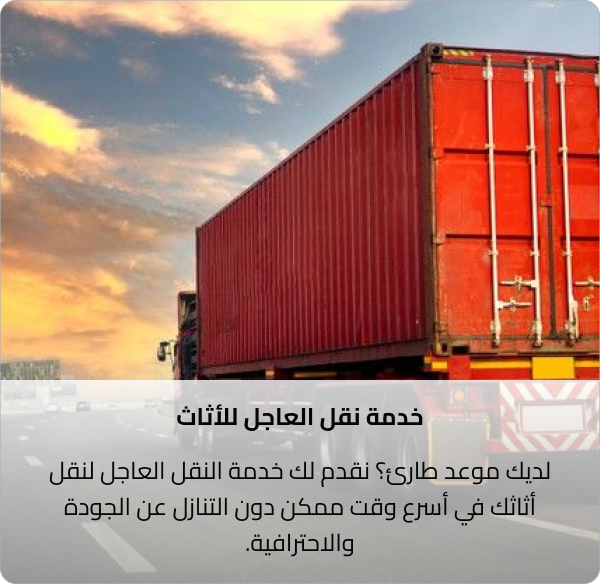 خدمة نقل العاجل للأثاث
لديك موعد طارئ؟ نقدم لك خدمة النقل العاجل لنقل
أثاثك في أسرع وقت ممكن دون التنازل عن الجودة
والاحترافية.